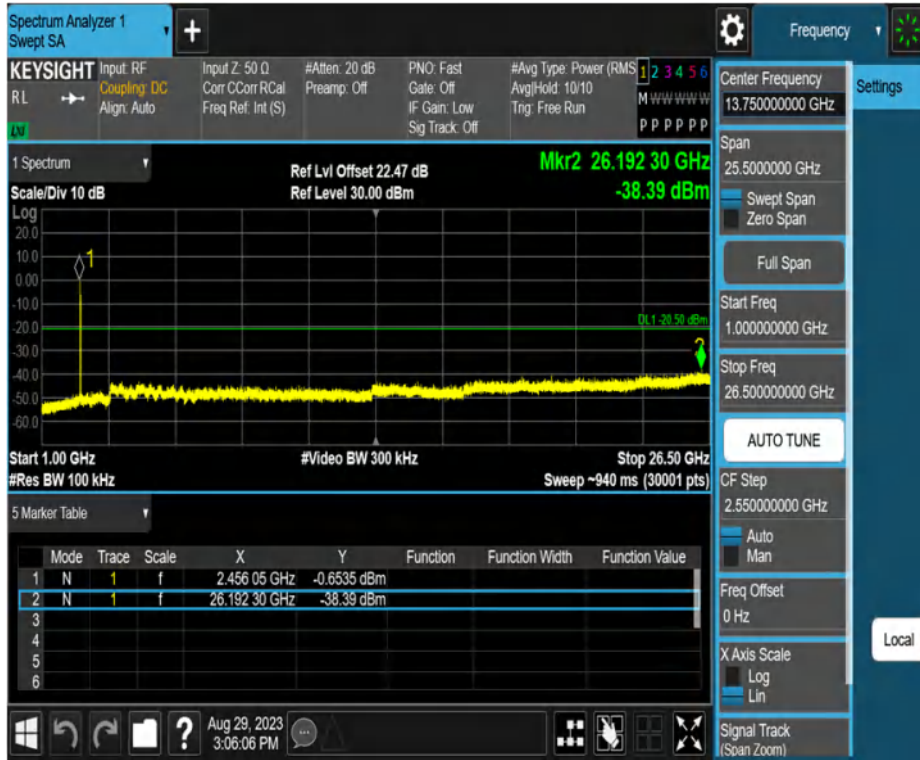 Spectrum Analyzer 1
Swept SA
+
Frequency
KEYSIGHT
RL
LXI
Input: RF
Coupling: DC
Align: Auto
Input Z: 50 Ω
Corr CCorr RCal
Freq Ref: Int (S)
#Atten: 20 dB
Preamp: Off
PNO: Fast
Gate: Off
IF Gain: Low
Sig Track: Off
#Avg Type: Power (RMS
Avg|Hold: 10/10
Trig: Free Run
1 2 3 4 5 6
M W W W W W
P P P P P P
1 Spectrum
Scale/Div 10 dB
Ref Lvl Offset 22.47 dB
Ref Level 30.00 dBm
Mkr2 26.192 30 GHz
-38.39 dBm
Log
20.0
10.0
0.00
-10.0
-20.0
-30.0
-40.0
-50.0
-60.0
1
DL1 -20.50 dBm
2
Start 1.00 GHz
#Res BW 100 kHz
#Video BW 300 kHz
Stop 26.50 GHz
Sweep ~940 ms (30001 pts)
5 Marker Table
Mode Trace Scale X Y Function Function Width Function Value
1 N 1 f 2.456 05 GHz -0.6535 dBm
2 N 1 f 26.192 30 GHz -38.39 dBm
3
4
5
6
?
Aug 29, 2023
3:06:06 PM
Center Frequency
13.750000000 GHz
Span
25.5000000 GHz
Swept Span
Zero Span
Full Span
Start Freq
1.000000000 GHz
Stop Freq
26.500000000 GHz
AUTO TUNE
CF Step
2.550000000 GHz
Auto
Man
Freq Offset
0 Hz
X Axis Scale
Log
Lin
Signal Track
(Span Zoom)
Settings
Local